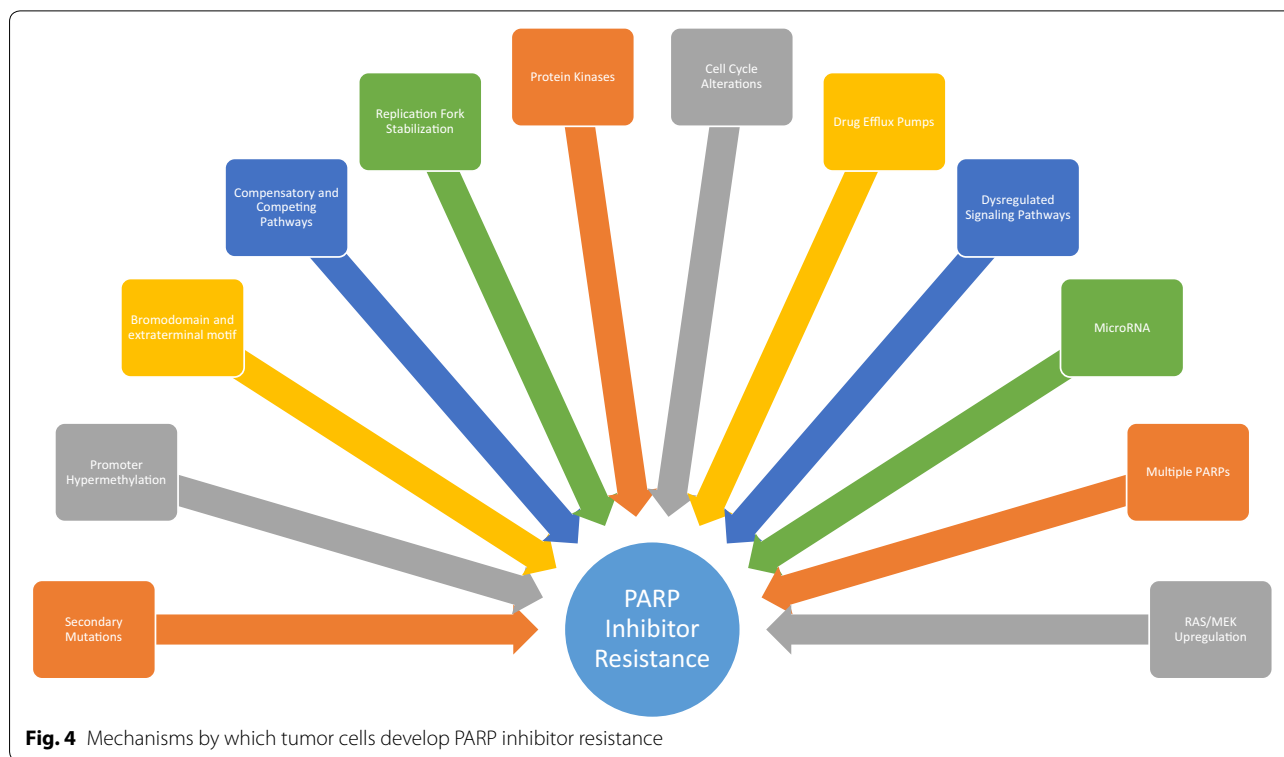 Secondary
Mutations
Promoter
Hypermethylation
Bromodomain and
extraterminal motif
Compensatory and
Competing
Pathways
Replication Fork
Stabilization
Protein Kinases
Cell Cycle
Alterations
Drug Efflux Pumps
Dysregulated
Signaling Pathways
MicroRNA
Multiple PARPs
RAS/MEK
Upregulation
PARP
Inhibitor
Resistance
Fig. 4 Mechanisms by which tumor cells develop PARP inhibitor resistance